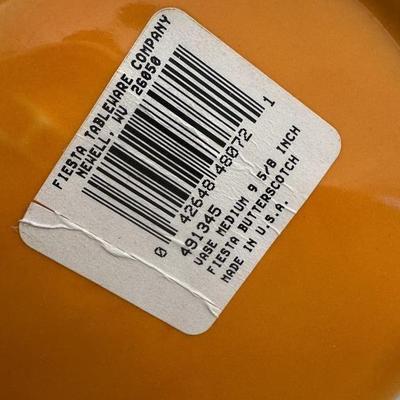 FIESTA TABLEWARE COMPANY
NEWELL, WV 26050
0 42648 48072 1
491345
VASE MEDIUM 9 5/8 INCH
FIESTA BUTTERSCOTCH
MADE IN U.S.A.